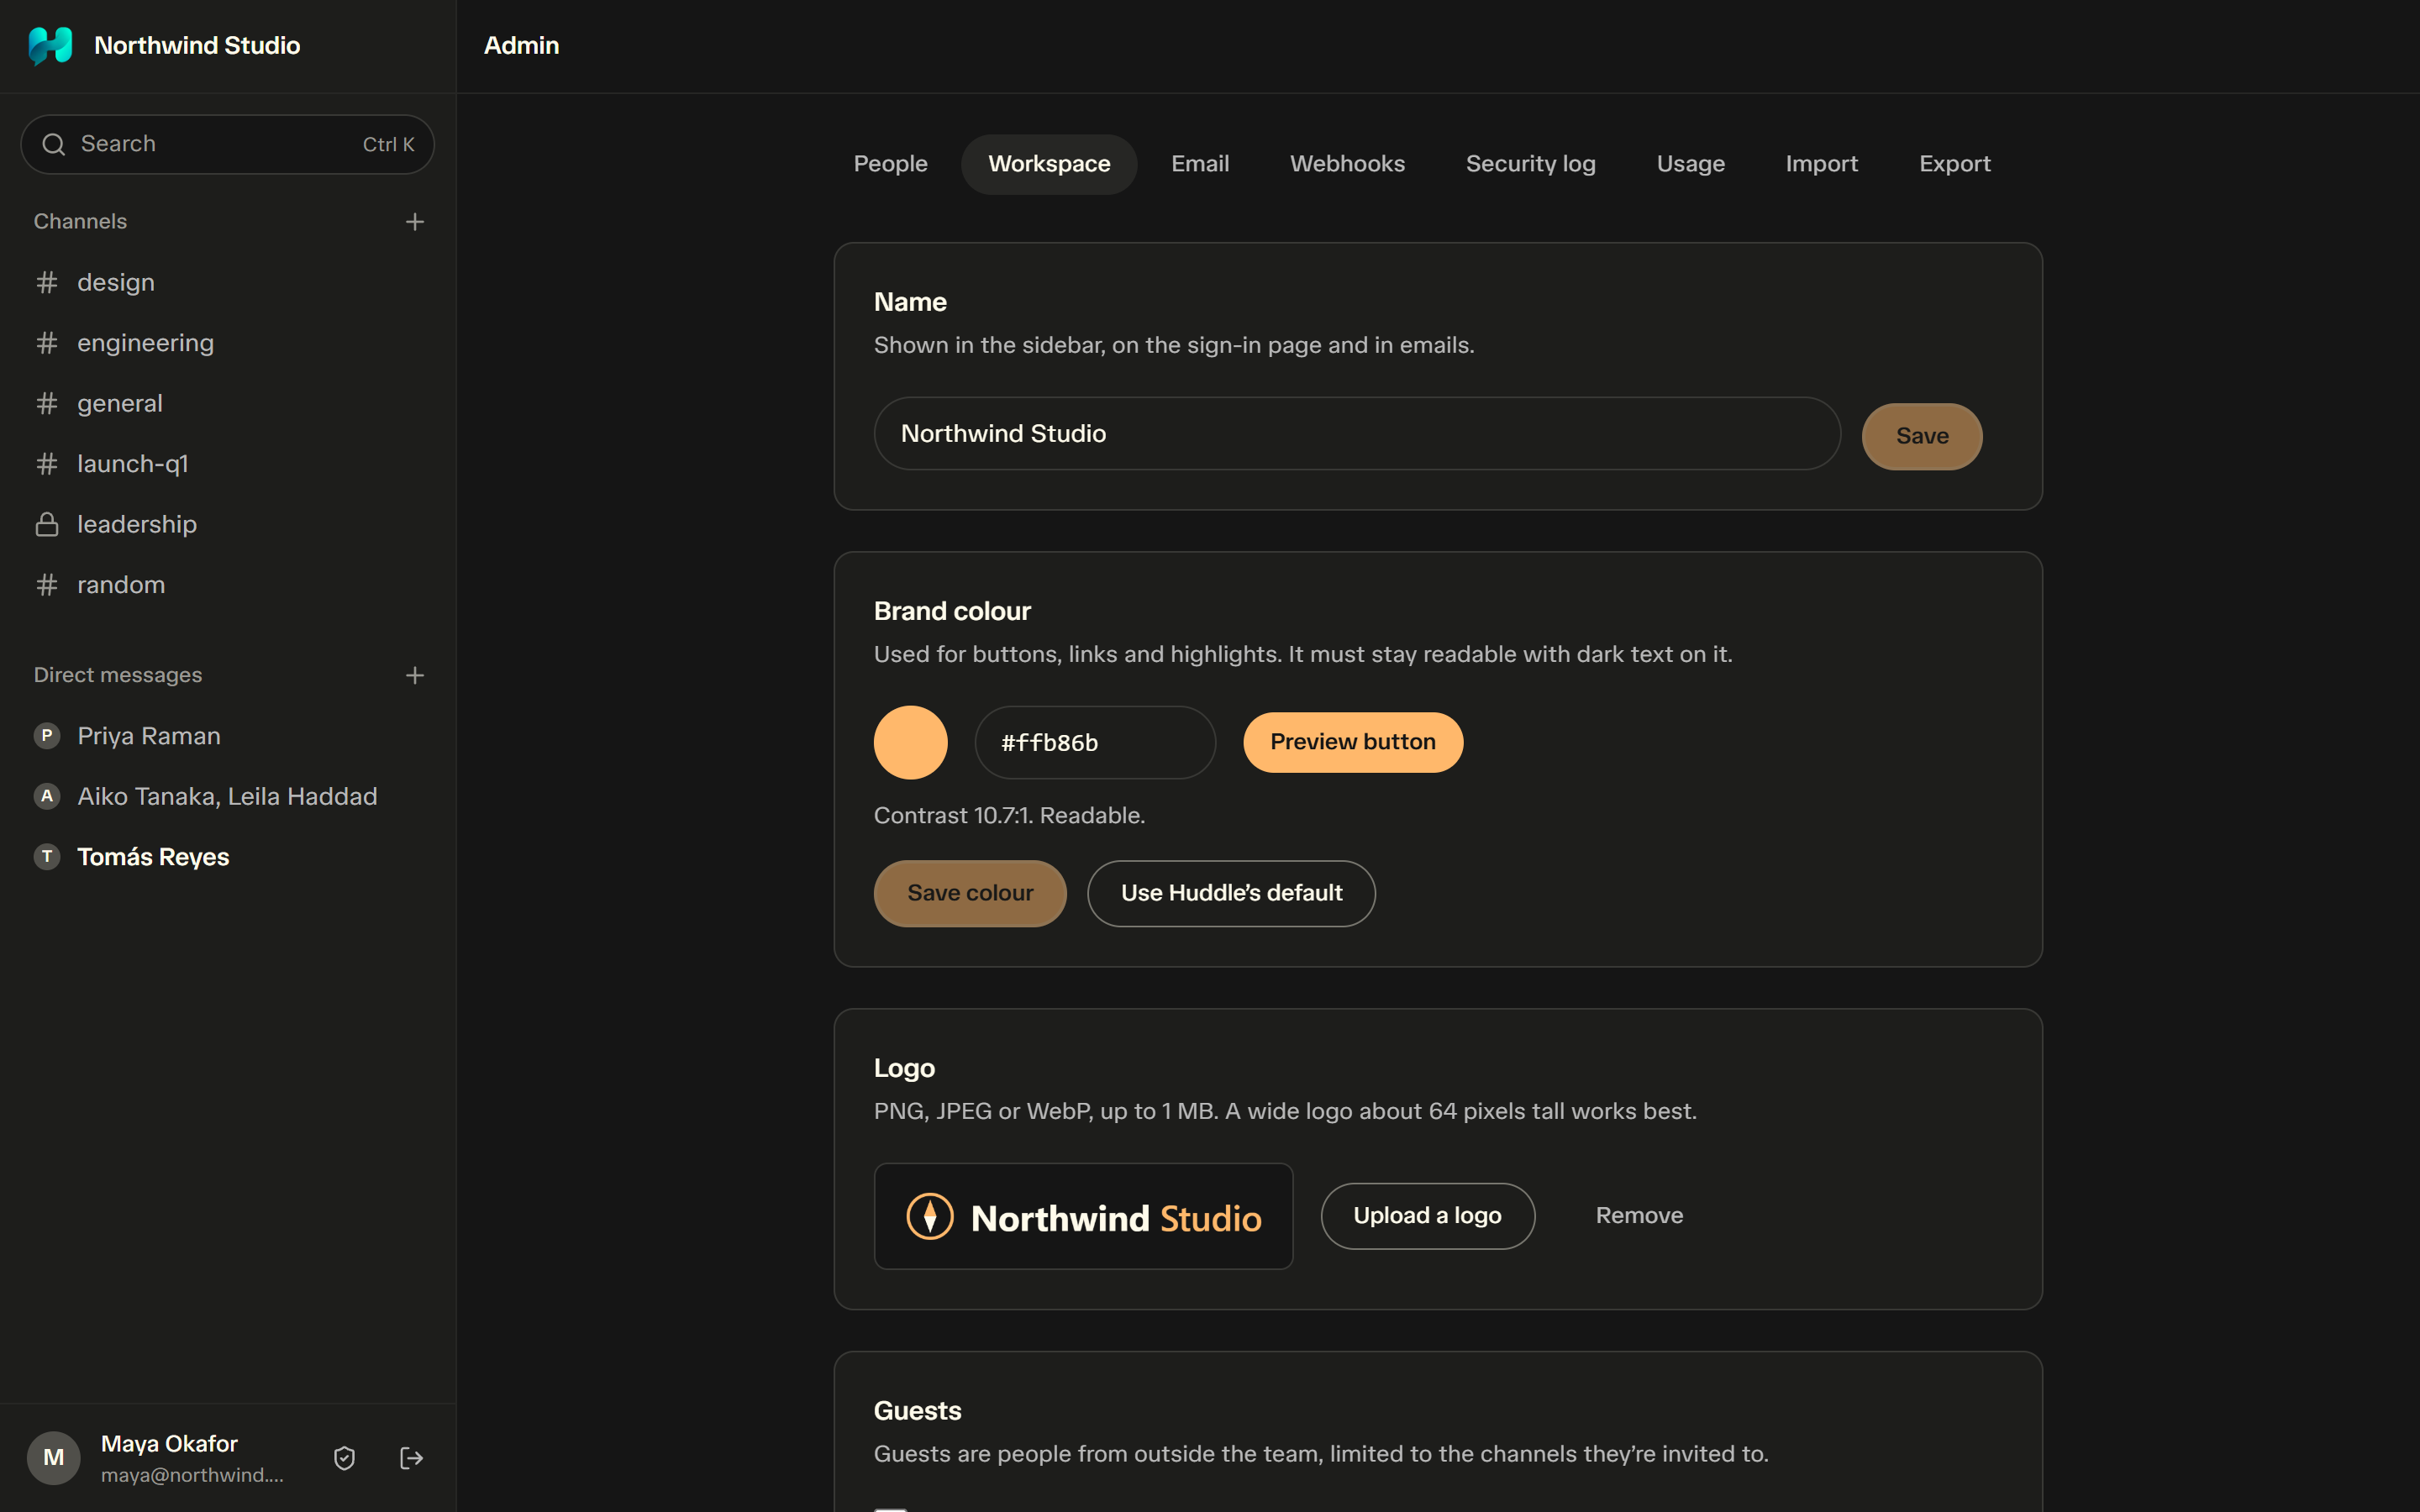 Northwind Studio
Admin
Search
Ctrl K
Channels
design
engineering
general
launch-q1
leadership
random
Direct messages
P
Priya Raman
A
Aiko Tanaka, Leila Haddad
T
Tomás Reyes
M
Maya Okafor
maya@northwind....
People
Workspace
Email
Webhooks
Security log
Usage
Import
Export
Name
Shown in the sidebar, on the sign-in page and in emails.
Northwind Studio
Save
Brand colour
Used for buttons, links and highlights. It must stay readable with dark text on it.
#ffb86b
Preview button
Contrast 10.7:1. Readable.
Save colour
Use Huddle’s default
Logo
PNG, JPEG or WebP, up to 1 MB. A wide logo about 64 pixels tall works best.
Northwind Studio
Upload a logo
Remove
Guests
Guests are people from outside the team, limited to the channels they’re invited to.